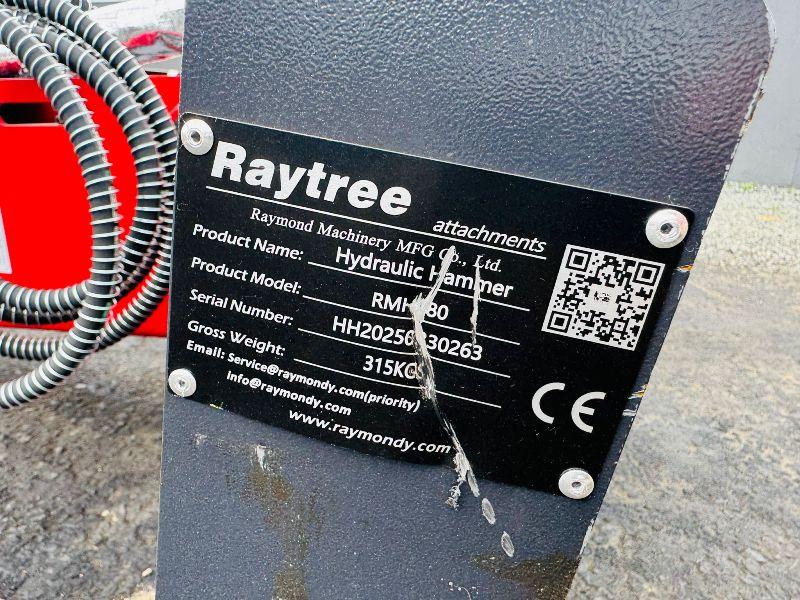 Raytree
attachments
Raymond Machinery MFG Co., Ltd.
Product Name: Hydraulic Hammer
Product Model:
Serial Number:
Gross Weight: 315KG
Email: Service@raymondy.com(priority)
Info@raymondy.com
www.raymondy.com
CE